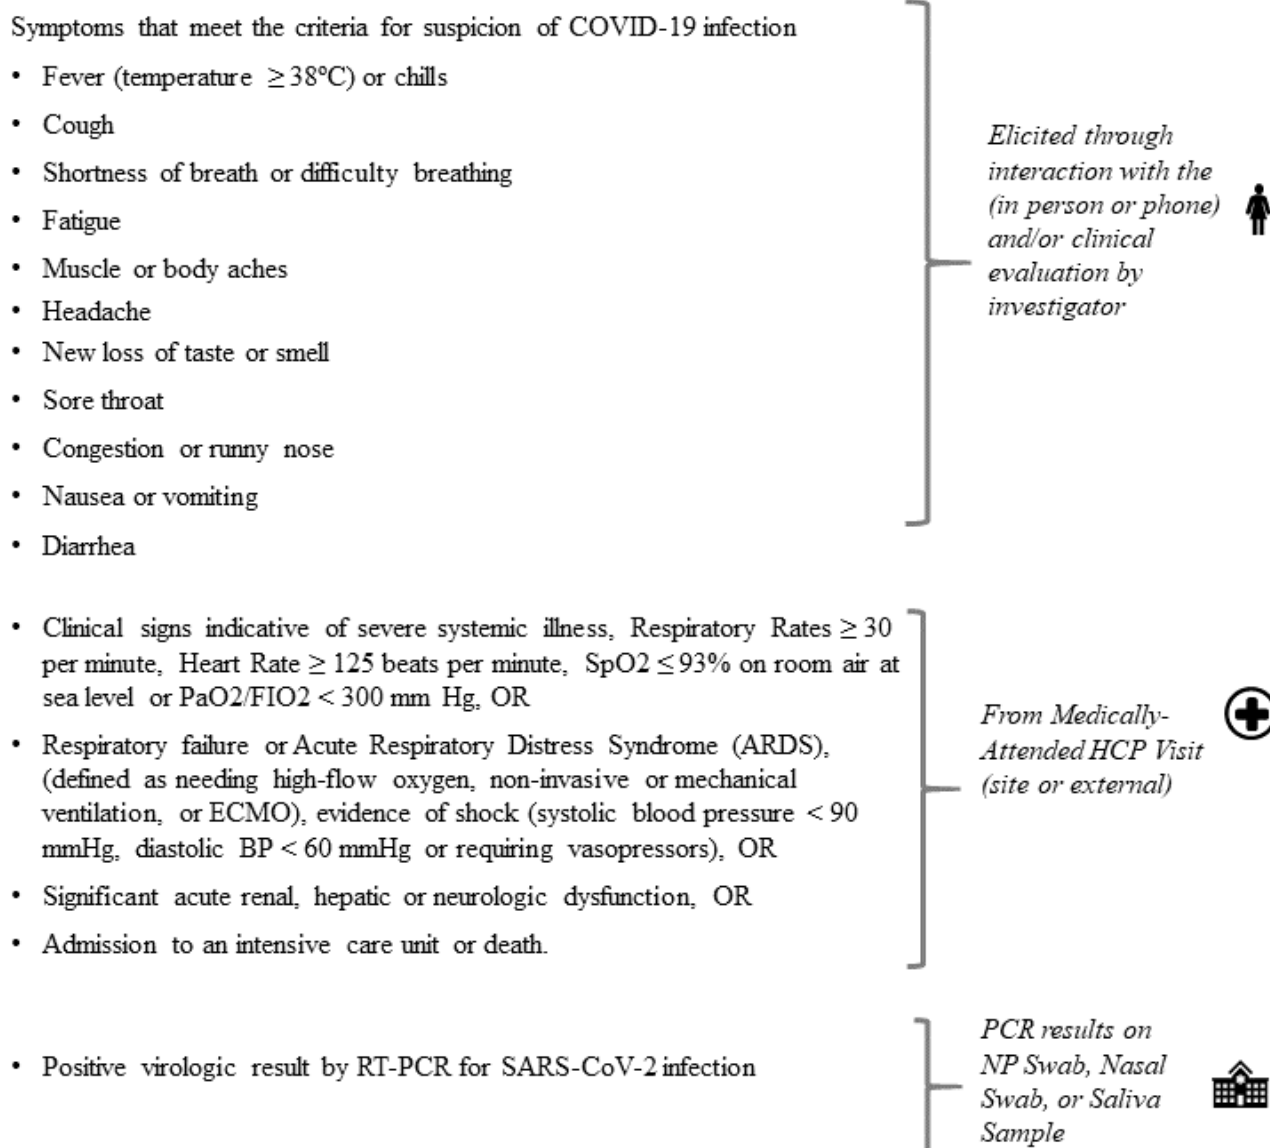 Symptoms that meet the criteria for suspicion of COVID-19 infection
• Fever (temperature ≥ 38°C) or chills
• Cough
• Shortness of breath or difficulty breathing
• Fatigue
• Muscle or body aches
• Headache
• New loss of taste or smell
• Sore throat
• Congestion or runny nose
• Nausea or vomiting
• Diarrhea
Elicited through
interaction with the
(in person or phone)
and/or clinical
evaluation by
investigator
• Clinical signs indicative of severe systemic illness, Respiratory Rates ≥ 30
per minute, Heart Rate ≥ 125 beats per minute, SpO2 ≤ 93% on room air at
sea level or PaO2/FIO2 < 300 mm Hg, OR
• Respiratory failure or Acute Respiratory Distress Syndrome (ARDS),
(defined as needing high-flow oxygen, non-invasive or mechanical
ventilation, or ECMO), evidence of shock (systolic blood pressure < 90
mmHg, diastolic BP < 60 mmHg or requiring vasopressors), OR
• Significant acute renal, hepatic or neurologic dysfunction, OR
• Admission to an intensive care unit or death.
From Medically-
Attended HCP Visit
(site or external)
• Positive virologic result by RT-PCR for SARS-CoV-2 infection
PCR results on
NP Swab, Nasal
Swab, or Saliva
Sample